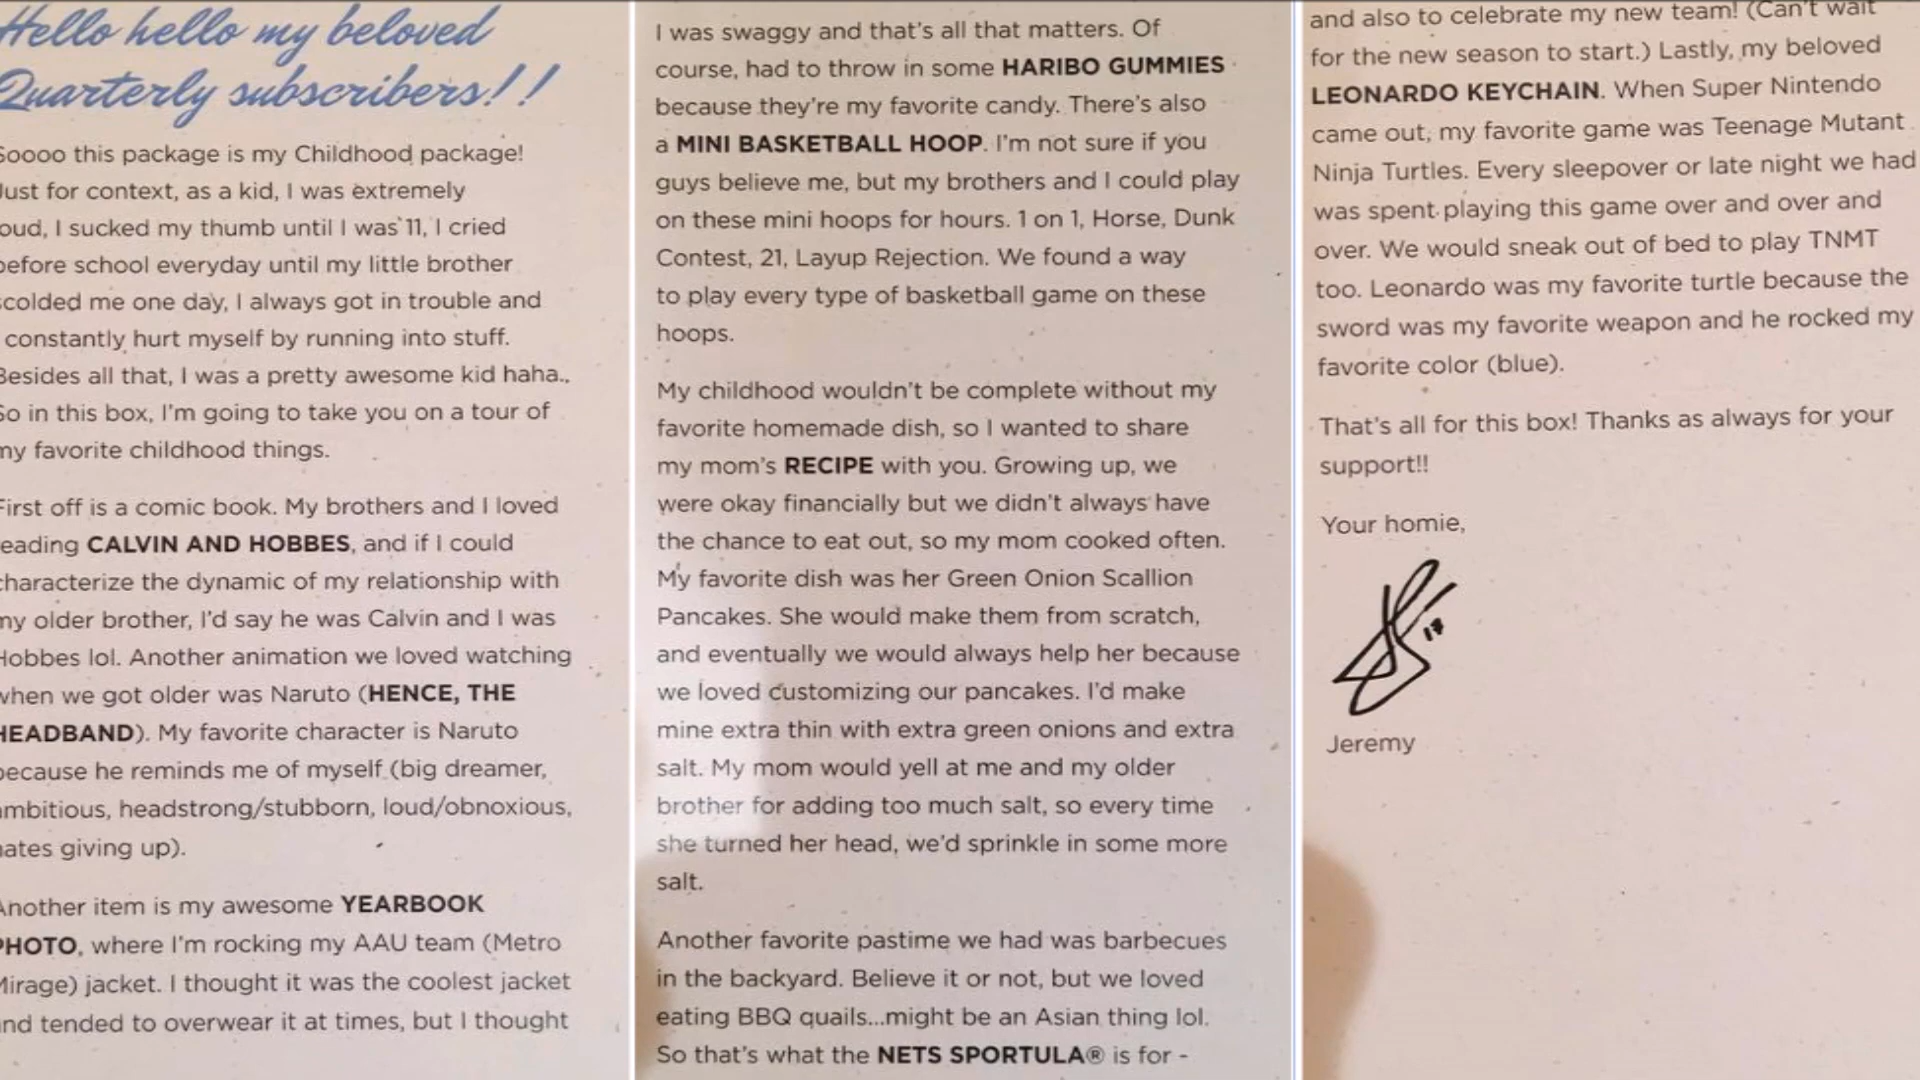 Hello hello my beloved
Quarterly subscribers!!
Soooo this package is my Childhood package!
Just for context, as a kid, I was extremely
loud, I sucked my thumb until I was 11, I cried
before school everyday until my little brother
scolded me one day, I always got in trouble and
constantly hurt myself by running into stuff.
Besides all that, I was a pretty awesome kid haha..
So in this box, I'm going to take you on a tour of
my favorite childhood things.
First off is a comic book. My brothers and I loved
reading CALVIN AND HOBBES, and if I could
characterize the dynamic of my relationship with
my older brother, I'd say he was Calvin and I was
Hobbes lol. Another animation we loved watching
when we got older was Naruto (HENCE, THE
HEADBAND). My favorite character is Naruto
because he reminds me of myself (big dreamer,
ambitious, headstrong/stubborn, loud/obnoxious,
hates giving up).
Another item is my awesome YEARBOOK
PHOTO, where I'm rocking my AAU team (Metro
Mirage) jacket. I thought it was the coolest jacket
and tended to overwear it at times, but I thought
I was swaggy and that's all that matters. Of
course, had to throw in some HARIBO GUMMIES
because they're my favorite candy. There's also
a MINI BASKETBALL HOOP. I'm not sure if you
guys believe me, but my brothers and I could play
on these mini hoops for hours. 1 on 1, Horse, Dunk
Contest, 21, Layup Rejection. We found a way
to play every type of basketball game on these
hoops.
My childhood wouldn't be complete without my
favorite homemade dish, so I wanted to share
my mom's RECIPE with you. Growing up, we
were okay financially but we didn't always have
the chance to eat out, so my mom cooked often.
My favorite dish was her Green Onion Scallion
Pancakes. She would make them from scratch,
and eventually we would always help her because
we loved customizing our pancakes. I'd make
mine extra thin with extra green onions and extra
salt. My mom would yell at me and my older
brother for adding too much salt, so every time
she turned her head, we'd sprinkle in some more
salt.
Another favorite pastime we had was barbecues
in the backyard. Believe it or not, but we loved
eating BBQ quails...might be an Asian thing lol.
So that's what the NETS SPORTULA® is for -
and also to celebrate my new team! (Can't wait
for the new season to start.) Lastly, my beloved
LEONARDO KEYCHAIN. When Super Nintendo
came out, my favorite game was Teenage Mutant
Ninja Turtles. Every sleepover or late night we had
was spent playing this game over and over and
over. We would sneak out of bed to play TNMT
too. Leonardo was my favorite turtle because the
sword was my favorite weapon and he rocked my
favorite color (blue).
That's all for this box! Thanks as always for your
support!!
Your homie,
Jeremy